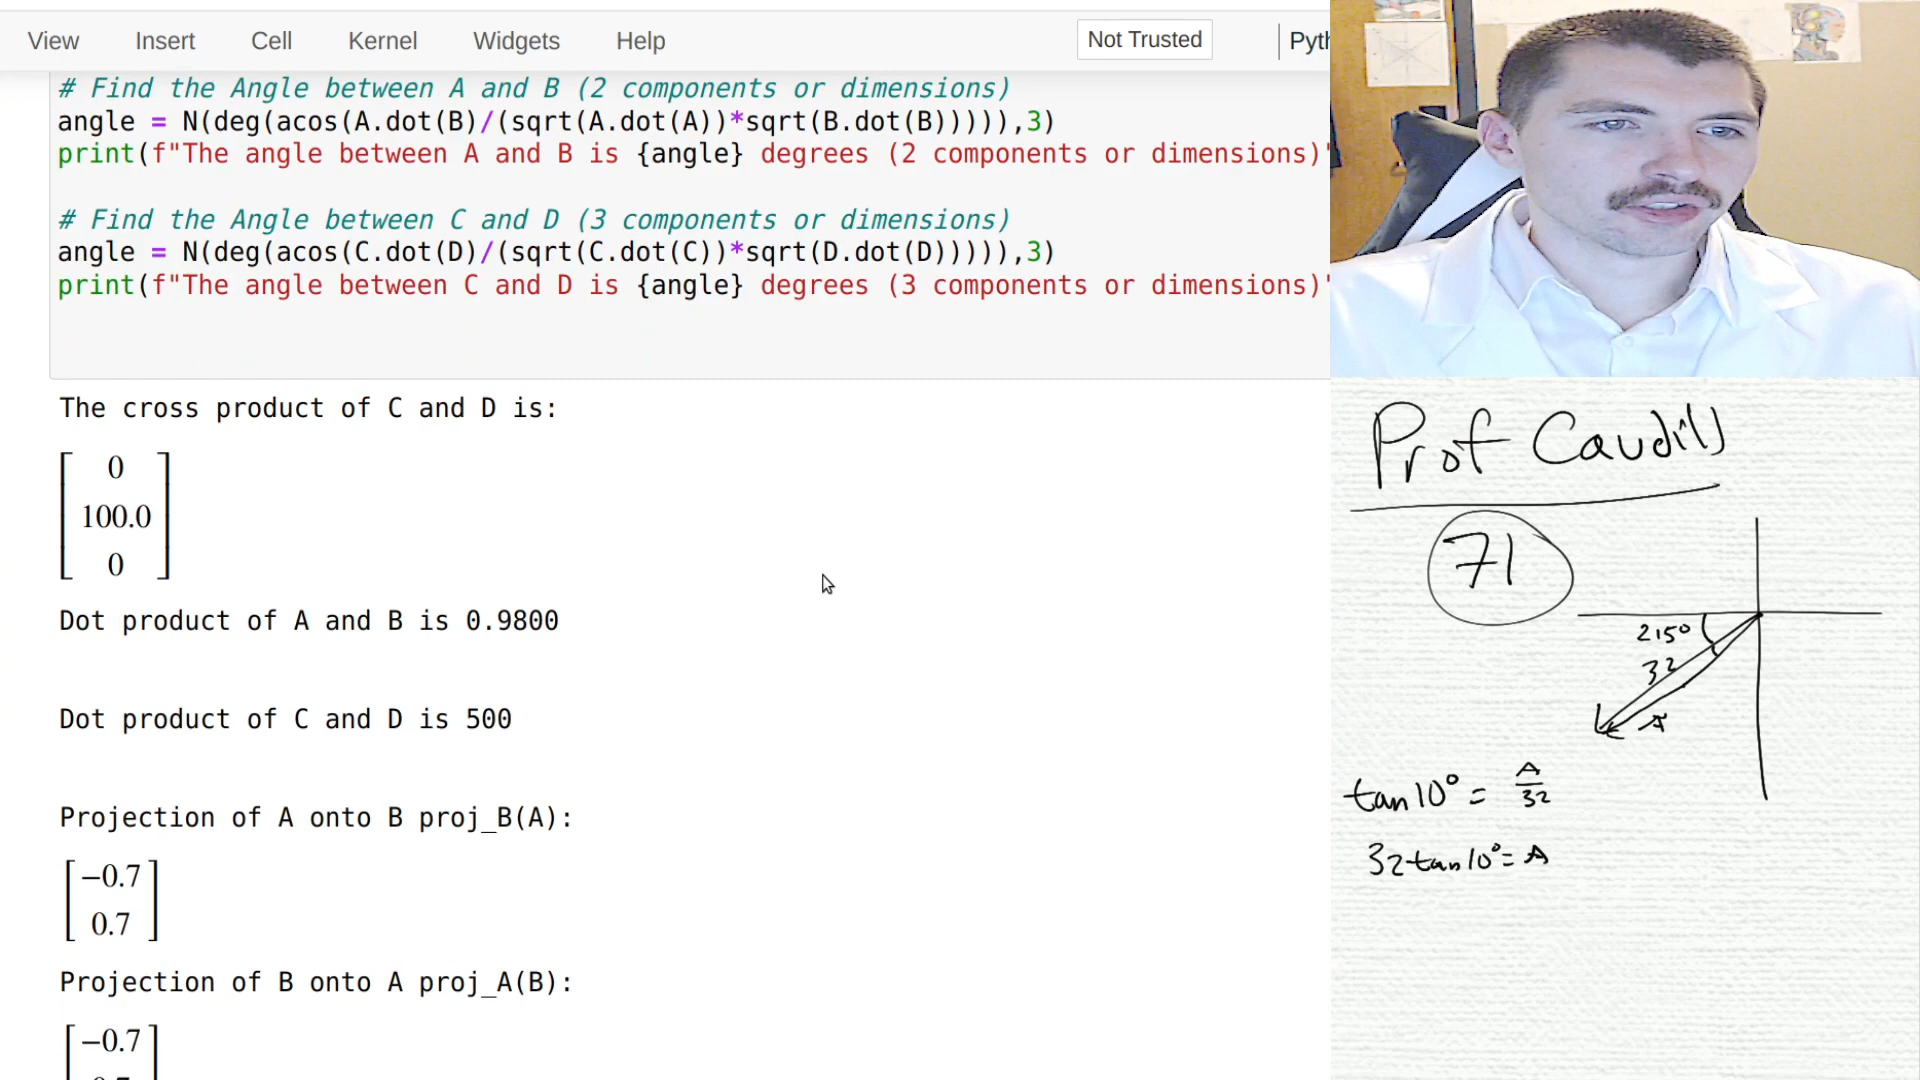 View Insert Cell Kernel Widgets Help Not Trusted Pyth
# Find the Angle between A and B (2 components or dimensions)
angle = N(deg(acos(A.dot(B)/(sqrt(A.dot(A))*sqrt(B.dot(B))))),3)
print(f"The angle between A and B is {angle} degrees (2 components or dimensions)"
# Find the Angle between C and D (3 components or dimensions)
angle = N(deg(acos(C.dot(D)/(sqrt(C.dot(C))*sqrt(D.dot(D))))),3)
print(f"The angle between C and D is {angle} degrees (3 components or dimensions)"
The cross product of C and D is:
0
100.0
0
Dot product of A and B is 0.9800
Dot product of C and D is 500
Projection of A onto B proj_B(A):
−0.7
0.7
Projection of B onto A proj_A(B):
−0.7
Prof Caudill
71
215°
32
A
tan 10° = A/32
32 tan 10° = A